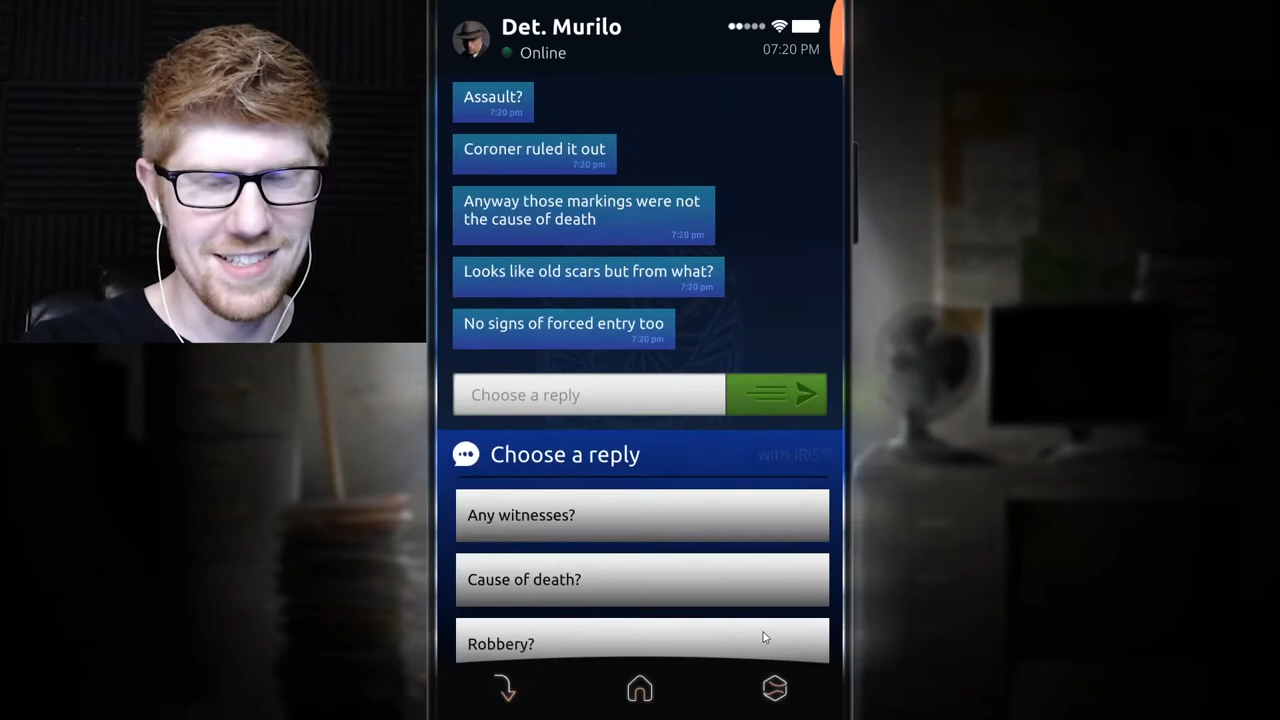 Det. Murilo
Online
07:20 PM
Assault?
7:20 pm
Coroner ruled it out
7:20 pm
Anyway those markings were not
the cause of death
7:20 pm
Looks like old scars but from what?
7:20 pm
No signs of forced entry too
7:20 pm
Choose a reply
Choose a reply
with IRIS™
Any witnesses?
Cause of death?
Robbery?